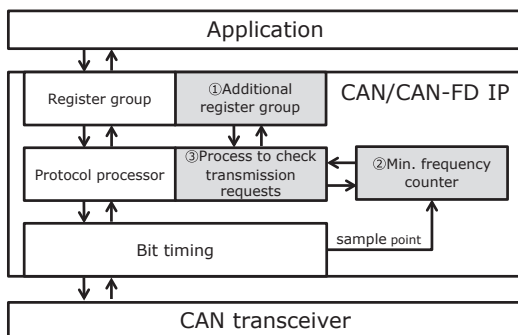 Application
Register group
①Additional
register group
CAN/CAN-FD IP
Protocol processor
③Process to check
transmission
requests
②Min. frequency
counter
Bit timing
sample point
CAN transceiver